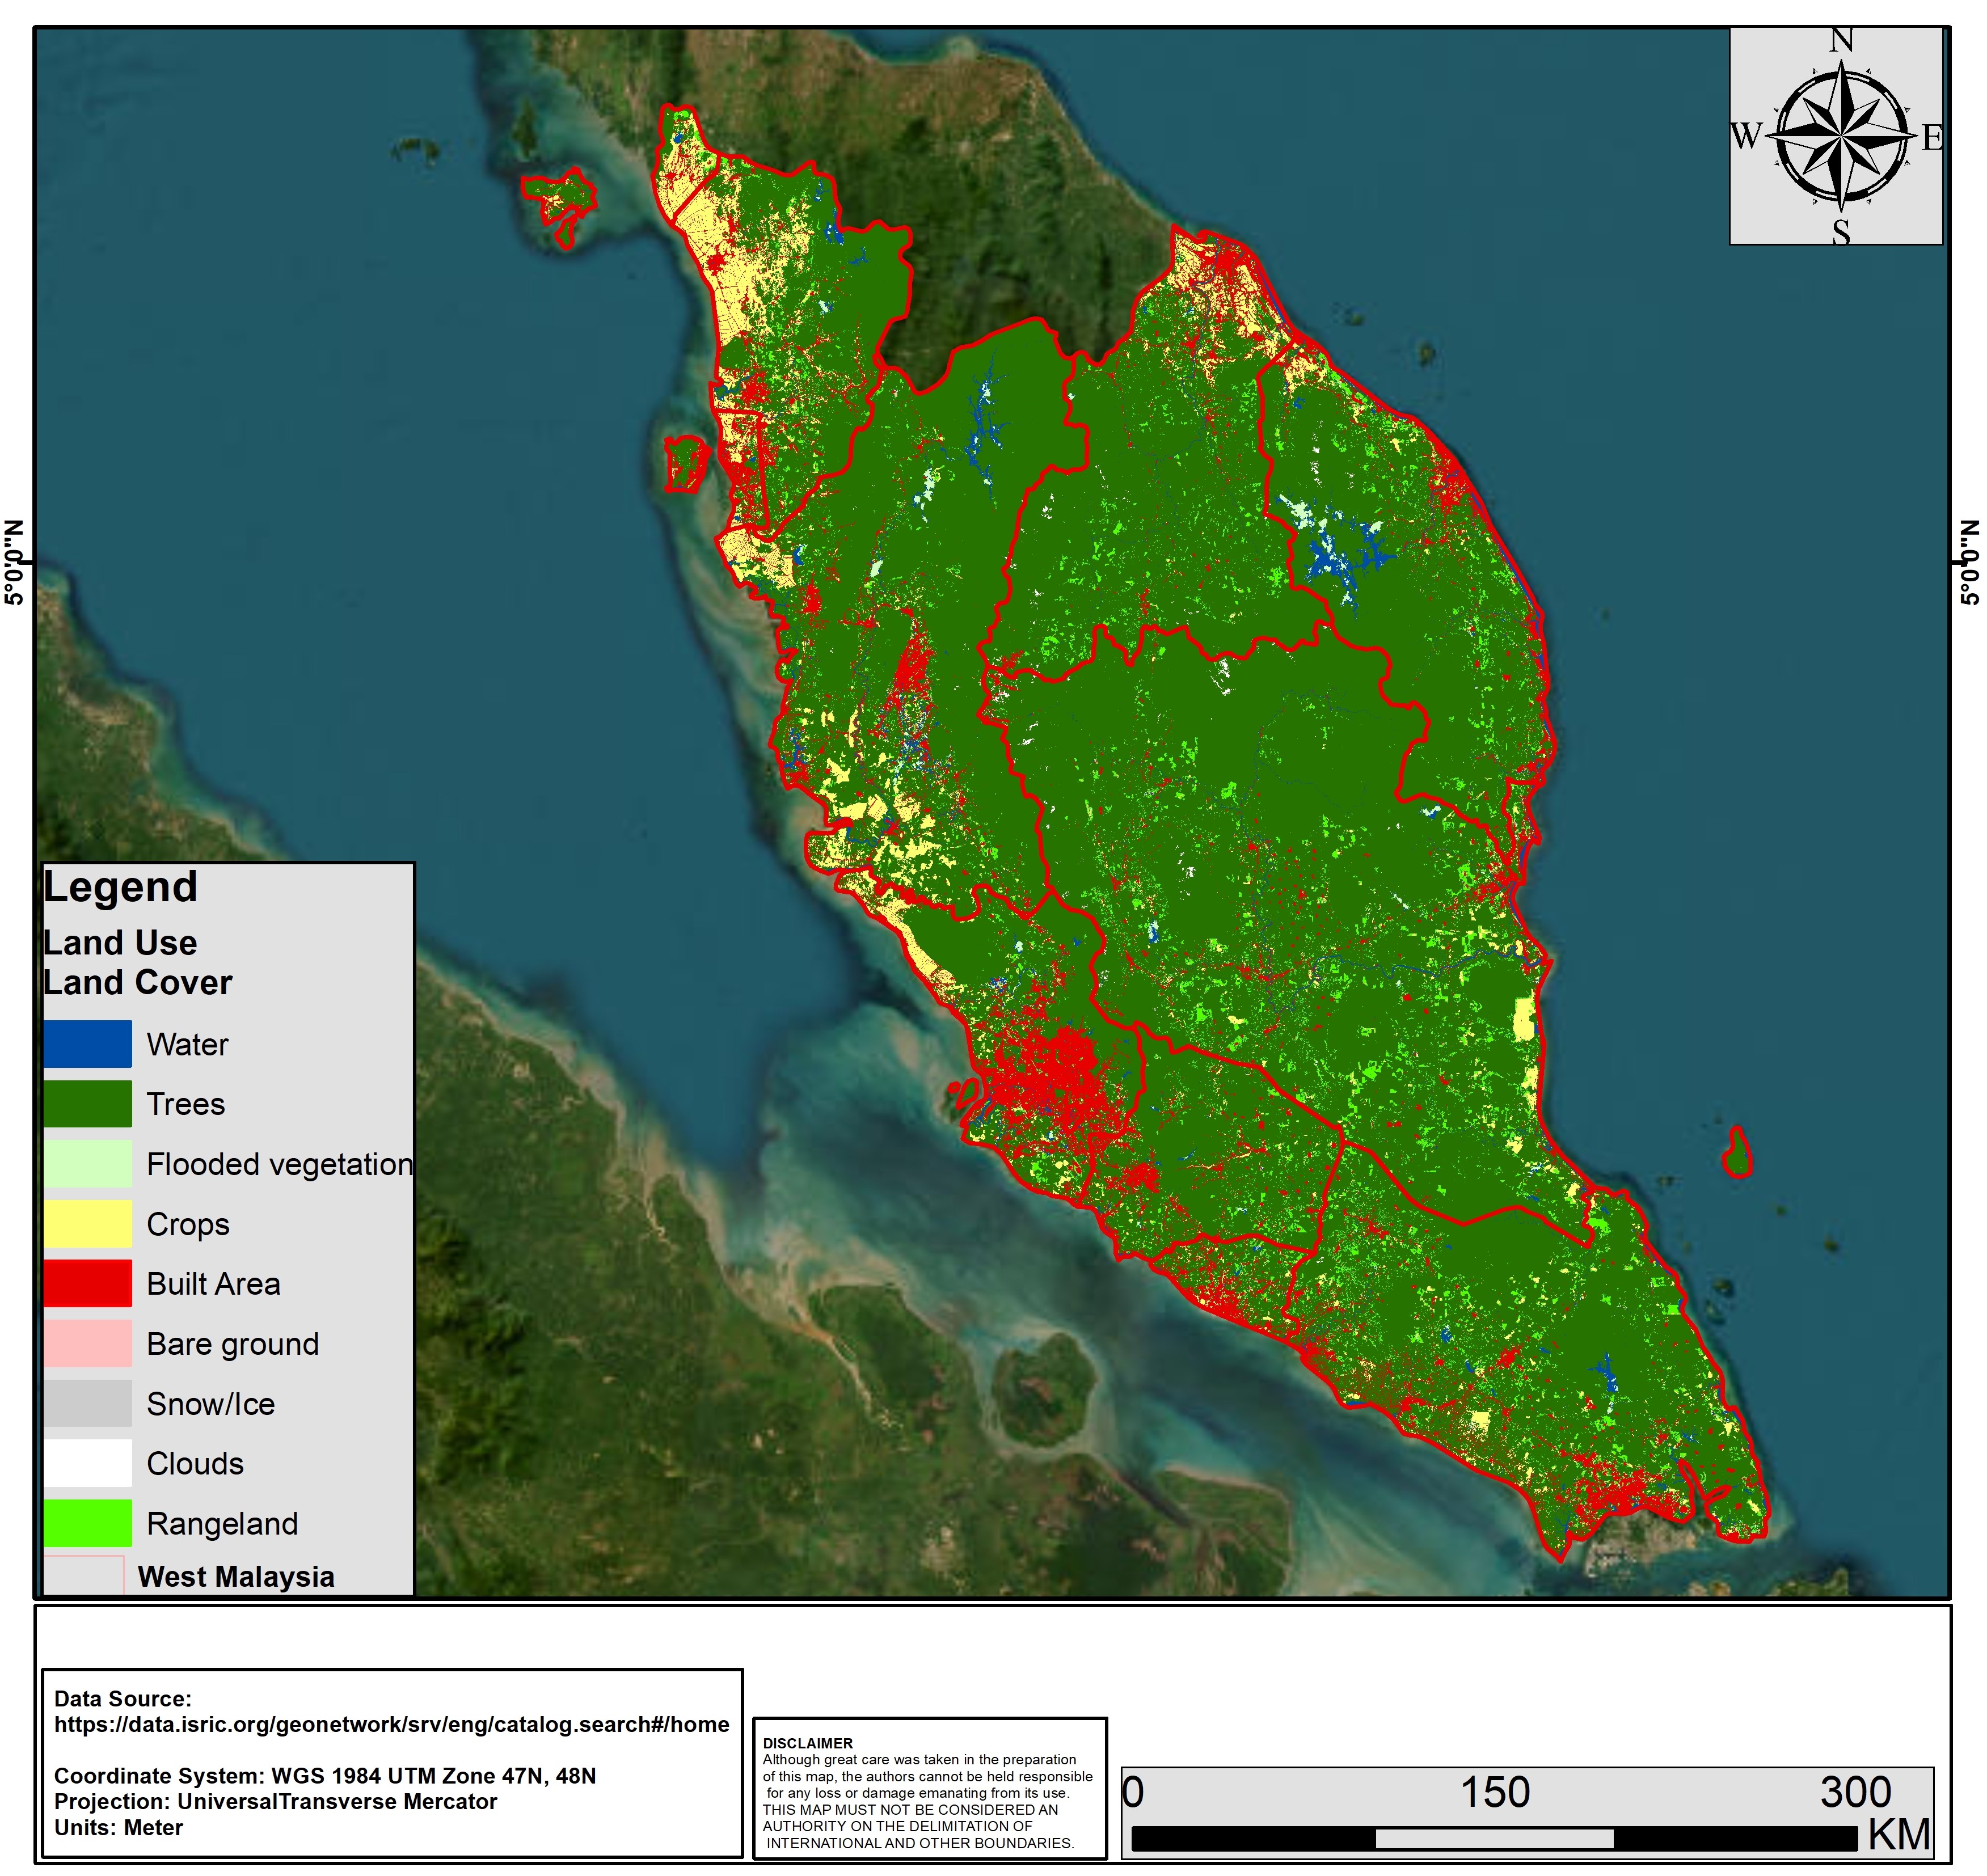 N
W
E
S
5°0'0"N
5°0'0"N
Legend
Land Use
Land Cover
Water
Trees
Flooded vegetation
Crops
Built Area
Bare ground
Snow/Ice
Clouds
Rangeland
West Malaysia
Data Source:
https://data.isric.org/geonetwork/srv/eng/catalog.search#/home
Coordinate System: WGS 1984 UTM Zone 47N, 48N
Projection: UniversalTransverse Mercator
Units: Meter
DISCLAIMER
Although great care was taken in the preparation
of this map, the authors cannot be held responsible
for any loss or damage emanating from its use.
THIS MAP MUST NOT BE CONSIDERED AN
AUTHORITY ON THE DELIMITATION OF
INTERNATIONAL AND OTHER BOUNDARIES.
0 150 300
KM